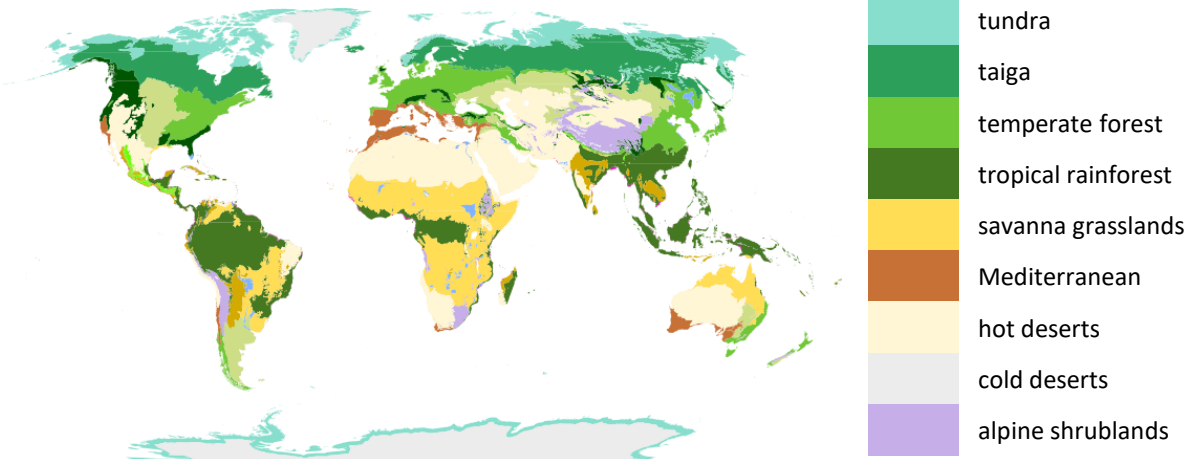 tundra
taiga
temperate forest
tropical rainforest
savanna grasslands
Mediterranean
hot deserts
cold deserts
alpine shrublands